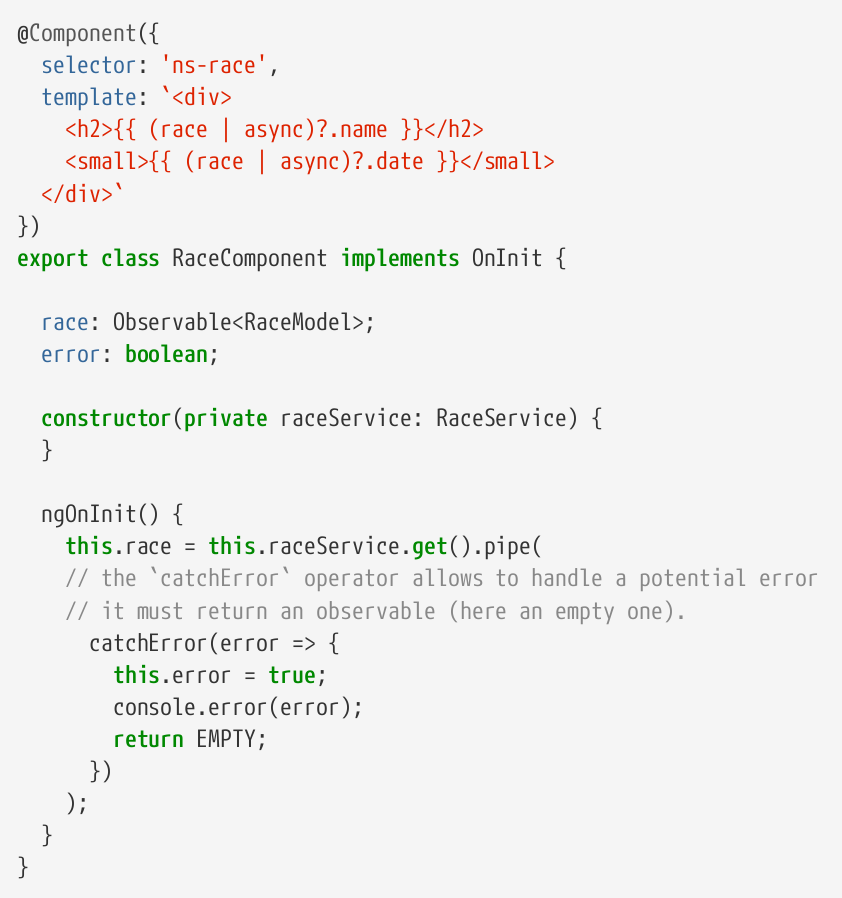 @Component({
  selector: 'ns-race',
  template: `<div>
    <h2>{{ (race | async)?.name }}</h2>
    <small>{{ (race | async)?.date }}</small>
  </div>`
})
export class RaceComponent implements OnInit {

  race: Observable<RaceModel>;
  error: boolean;

  constructor(private raceService: RaceService) {
  }

  ngOnInit() {
    this.race = this.raceService.get().pipe(
    // the `catchError` operator allows to handle a potential error
    // it must return an observable (here an empty one).
      catchError(error => {
        this.error = true;
        console.error(error);
        return EMPTY;
      })
    );
  }
}